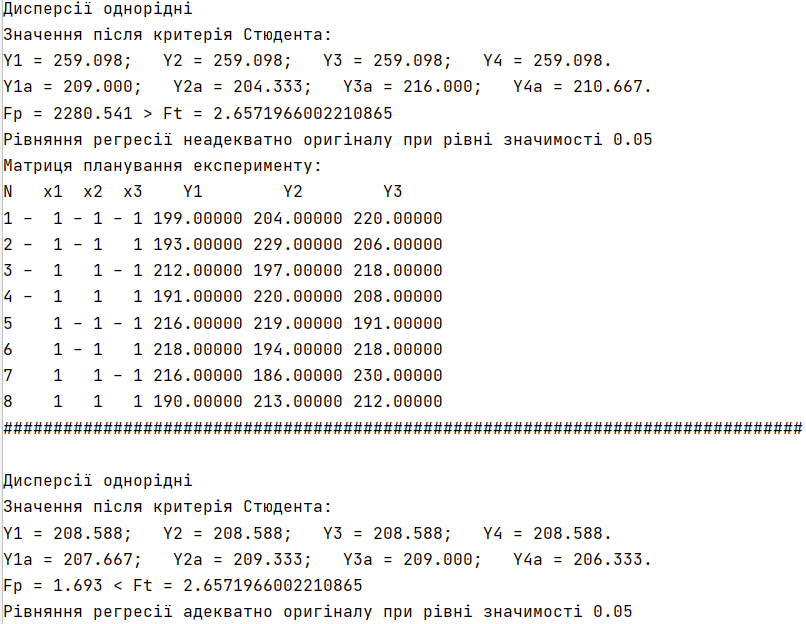 Дисперсії однорідні
Значення після критерія Стюдента:
Y1 = 259.098;   Y2 = 259.098;   Y3 = 259.098;   Y4 = 259.098.
Y1a = 209.000;   Y2a = 204.333;   Y3a = 216.000;   Y4a = 210.667.
Fp = 2280.541 > Ft = 2.6571966002210865
Рівняння регресії неадекватно оригіналу при рівні значимості 0.05
Матриця планування експерименту:
N   x1  x2  x3    Y1        Y2        Y3
1 -  1 - 1 - 1 199.00000 204.00000 220.00000
2 -  1 - 1   1 193.00000 229.00000 206.00000
3 -  1   1 - 1 212.00000 197.00000 218.00000
4 -  1   1   1 191.00000 220.00000 208.00000
5    1 - 1 - 1 216.00000 219.00000 191.00000
6    1 - 1   1 218.00000 194.00000 218.00000
7    1   1 - 1 216.00000 186.00000 230.00000
8    1   1   1 190.00000 213.00000 212.00000
################################################################################
Дисперсії однорідні
Значення після критерія Стюдента:
Y1 = 208.588;   Y2 = 208.588;   Y3 = 208.588;   Y4 = 208.588.
Y1a = 207.667;   Y2a = 209.333;   Y3a = 209.000;   Y4a = 206.333.
Fp = 1.693 < Ft = 2.6571966002210865
Рівняння регресії адекватно оригіналу при рівні значимості 0.05